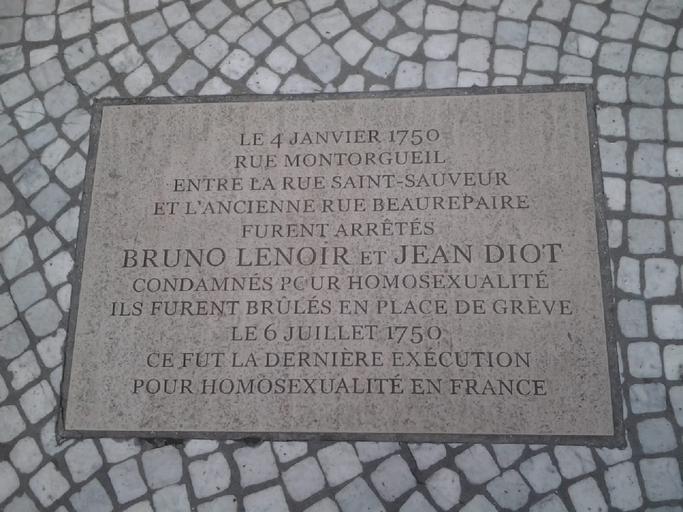 LE 4 JANVIER 1750
RUE MONTORGUEIL
ENTRE LA RUE SAINT-SAUVEUR
ET L'ANCIENNE RUE BEAUREPAIRE
FURENT ARRÊTÉS
BRUNO LENOIR ET JEAN DIOT
CONDAMNÉS POUR HOMOSEXUALITÉ
ILS FURENT BRÛLÉS EN PLACE DE GRÈVE
LE 6 JUILLET 1750
CE FUT LA DERNIÈRE EXÉCUTION
POUR HOMOSEXUALITÉ EN FRANCE